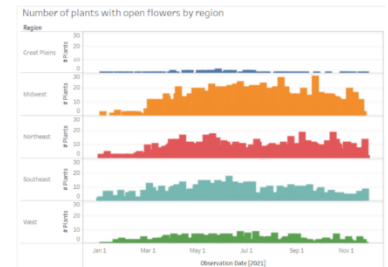 Number of plants with open flowers by region
Region
Great Plains
# Plants
30
20
10
0
Midwest
# Plants
30
20
10
0
Northeast
# Plants
30
20
10
0
Southeast
# Plants
30
20
10
0
West
# Plants
30
20
10
0
Jan 1
Mar 1
May 1
Jul 1
Sep 1
Nov 1
Observation Date [2021]